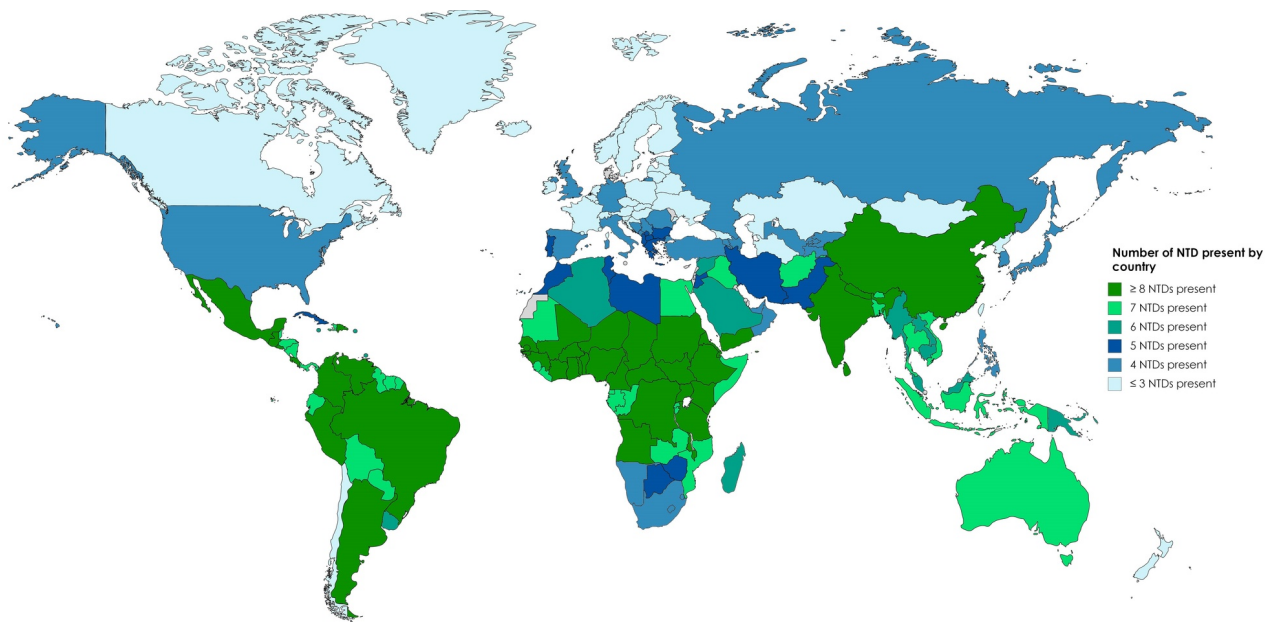 Number of NTD present by
country
≥ 8 NTDs present
7 NTDs present
6 NTDs present
5 NTDs present
4 NTDs present
≤ 3 NTDs present